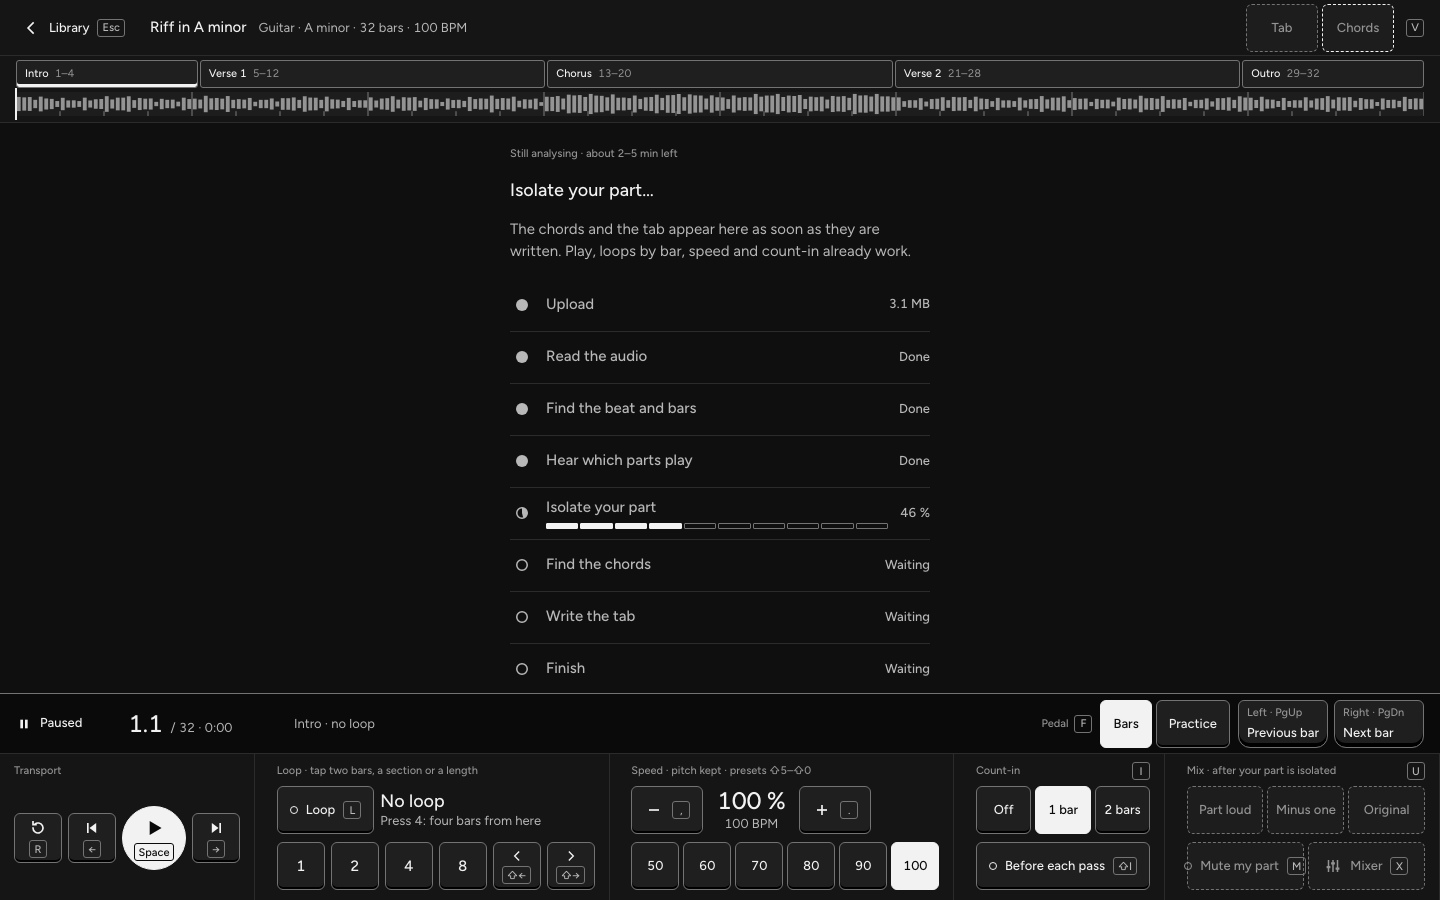 Library Esc Riff in A minor Guitar · A minor · 32 bars · 100 BPM Tab Chords V
Intro 1–4 Verse 1 5–12 Chorus 13–20 Verse 2 21–28 Outro 29–32
Still analysing · about 2–5 min left
Isolate your part...
The chords and the tab appear here as soon as they are
written. Play, loops by bar, speed and count-in already work.
Upload 3.1 MB
Read the audio Done
Find the beat and bars Done
Hear which parts play Done
Isolate your part 46 %
Find the chords Waiting
Write the tab Waiting
Finish Waiting
Paused 1.1 / 32 · 0:00 Intro · no loop Pedal F Bars Practice
Left · PgUp Right · PgDn
Previous bar Next bar
Transport Loop · tap two bars, a section or a length Speed · pitch kept · presets ⇧5–⇧0 Count-in I Mix · after your part is isolated U
Loop L No loop − , 100 % + . Off 1 bar 2 bars Part loud Minus one Original
Press 4: four bars from here 100 BPM
R ← Space →
1 2 4 8 ⇧← ⇧→ 50 60 70 80 90 100 Before each pass ⇧I Mute my part M Mixer X